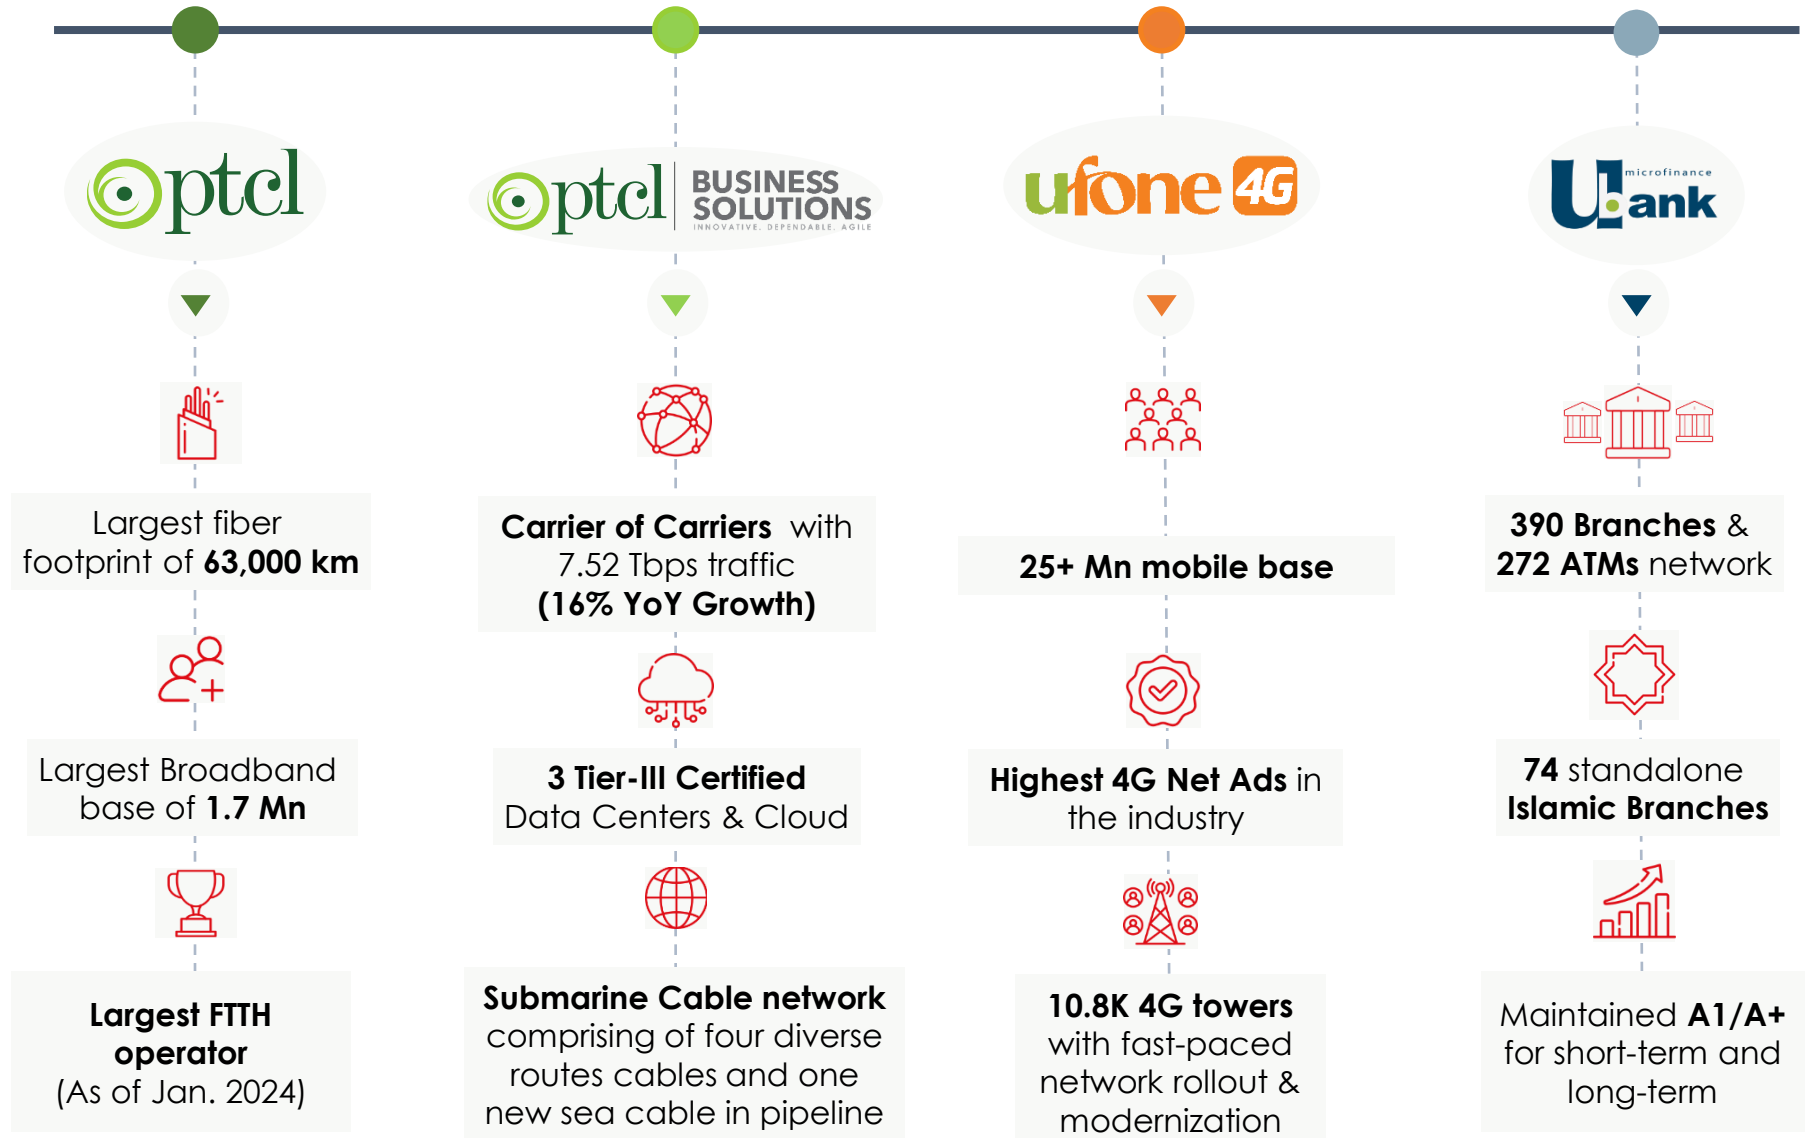 ptcl
Largest fiber
footprint of 63,000 km
Largest Broadband
base of 1.7 Mn
Largest FTTH
operator
(As of Jan. 2024)
ptcl BUSINESS
SOLUTIONS
INNOVATIVE. DEPENDABLE. AGILE
Carrier of Carriers with
7.52 Tbps traffic
(16% YoY Growth)
3 Tier-III Certified
Data Centers & Cloud
Submarine Cable network
comprising of four diverse
routes cables and one
new sea cable in pipeline
ufone 4G
25+ Mn mobile base
Highest 4G Net Ads in
the industry
10.8K 4G towers
with fast-paced
network rollout &
modernization
microfinance
Ubank
390 Branches &
272 ATMs network
74 standalone
Islamic Branches
Maintained A1/A+
for short-term and
long-term